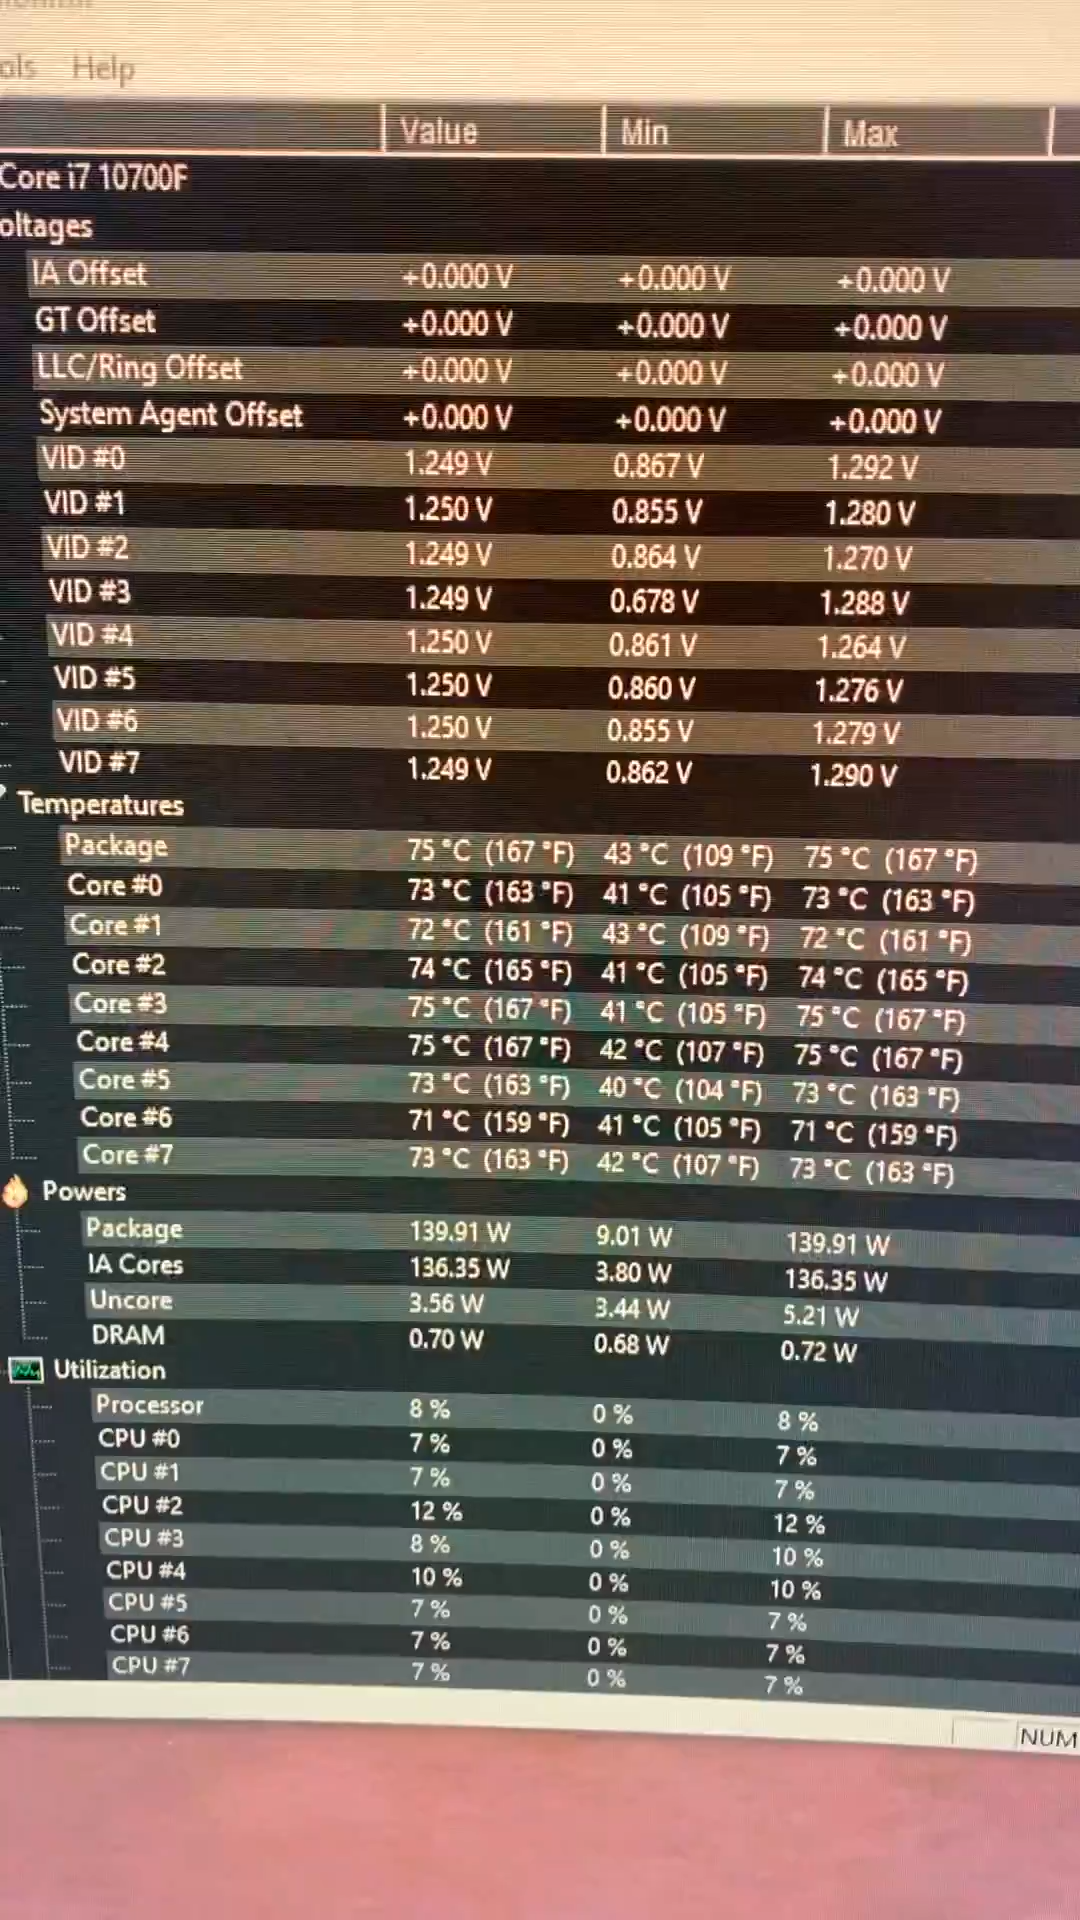 ols Help
Value Min Max
Core i7 10700F
oltages
IA Offset +0.000 V +0.000 V +0.000 V
GT Offset +0.000 V +0.000 V +0.000 V
LLC/Ring Offset +0.000 V +0.000 V +0.000 V
System Agent Offset +0.000 V +0.000 V +0.000 V
VID #0 1.249 V 0.867 V 1.292 V
VID #1 1.250 V 0.855 V 1.280 V
VID #2 1.249 V 0.864 V 1.270 V
VID #3 1.249 V 0.678 V 1.288 V
VID #4 1.250 V 0.861 V 1.264 V
VID #5 1.250 V 0.860 V 1.276 V
VID #6 1.250 V 0.855 V 1.279 V
VID #7 1.249 V 0.862 V 1.290 V
Temperatures
Package 75 °C (167 °F) 43 °C (109 °F) 75 °C (167 °F)
Core #0 73 °C (163 °F) 41 °C (105 °F) 73 °C (163 °F)
Core #1 72 °C (161 °F) 43 °C (109 °F) 72 °C (161 °F)
Core #2 74 °C (165 °F) 41 °C (105 °F) 74 °C (165 °F)
Core #3 75 °C (167 °F) 41 °C (105 °F) 75 °C (167 °F)
Core #4 75 °C (167 °F) 42 °C (107 °F) 75 °C (167 °F)
Core #5 73 °C (163 °F) 40 °C (104 °F) 73 °C (163 °F)
Core #6 71 °C (159 °F) 41 °C (105 °F) 71 °C (159 °F)
Core #7 73 °C (163 °F) 42 °C (107 °F) 73 °C (163 °F)
Powers
Package 139.91 W 9.01 W 139.91 W
IA Cores 136.35 W 3.80 W 136.35 W
Uncore 3.56 W 3.44 W 5.21 W
DRAM 0.70 W 0.68 W 0.72 W
Utilization
Processor 8 % 0 % 8 %
CPU #0 7 % 0 % 7 %
CPU #1 7 % 0 % 7 %
CPU #2 12 % 0 % 12 %
CPU #3 8 % 0 % 10 %
CPU #4 10 % 0 % 10 %
CPU #5 7 % 0 % 7 %
CPU #6 7 % 0 % 7 %
CPU #7 7 % 0 % 7 %
NUM